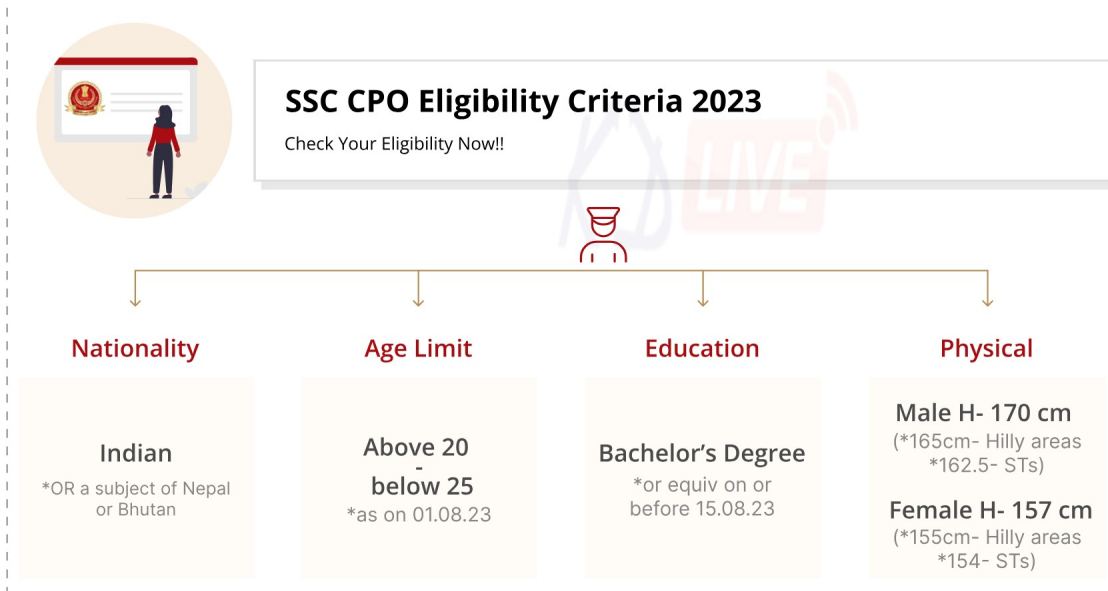 SSC CPO Eligibility Criteria 2023
Check Your Eligibility Now!!
LIVE
Nationality
Indian
*OR a subject of Nepal
or Bhutan
Age Limit
Above 20
-
below 25
*as on 01.08.23
Education
Bachelor’s Degree
*or equiv on or
before 15.08.23
Physical
Male H- 170 cm
(*165cm- Hilly areas
*162.5- STs)
Female H- 157 cm
(*155cm- Hilly areas
*154- STs)